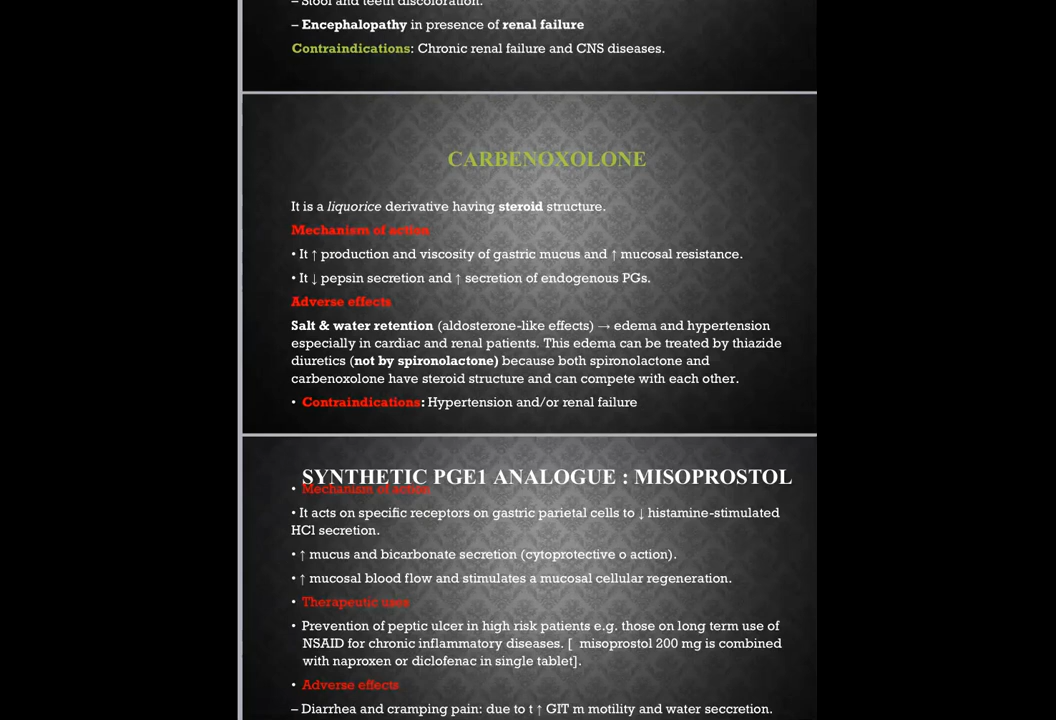 – Stool and teeth discoloration.
– Encephalopathy in presence of renal failure
Contraindications: Chronic renal failure and CNS diseases.
CARBENOXOLONE
It is a liquorice derivative having steroid structure.
Mechanism of action
• It ↑ production and viscosity of gastric mucus and ↑ mucosal resistance.
• It ↓ pepsin secretion and ↑ secretion of endogenous PGs.
Adverse effects
Salt & water retention (aldosterone-like effects) → edema and hypertension
especially in cardiac and renal patients. This edema can be treated by thiazide
diuretics (not by spironolactone) because both spironolactone and
carbenoxolone have steroid structure and can compete with each other.
• Contraindications: Hypertension and/or renal failure
SYNTHETIC PGE1 ANALOGUE : MISOPROSTOL
• Mechanism of action
• It acts on specific receptors on gastric parietal cells to ↓ histamine-stimulated
HCl secretion.
• ↑ mucus and bicarbonate secretion (cytoprotective o action).
• ↑ mucosal blood flow and stimulates a mucosal cellular regeneration.
• Therapeutic uses
• Prevention of peptic ulcer in high risk patients e.g. those on long term use of
NSAID for chronic inflammatory diseases. [ misoprostol 200 mg is combined
with naproxen or diclofenac in single tablet].
• Adverse effects
– Diarrhea and cramping pain: due to t ↑ GIT m motility and water seccretion.